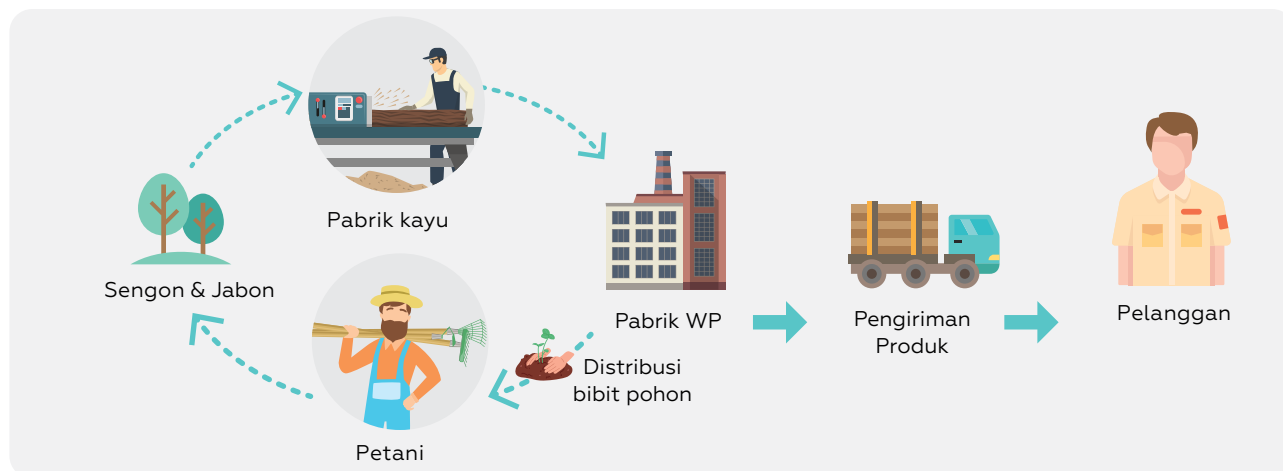 Pabrik kayu
Sengon & Jabon
Pabrik WP
Pengiriman
Produk
Pelanggan
Distribusi
bibit pohon
Petani